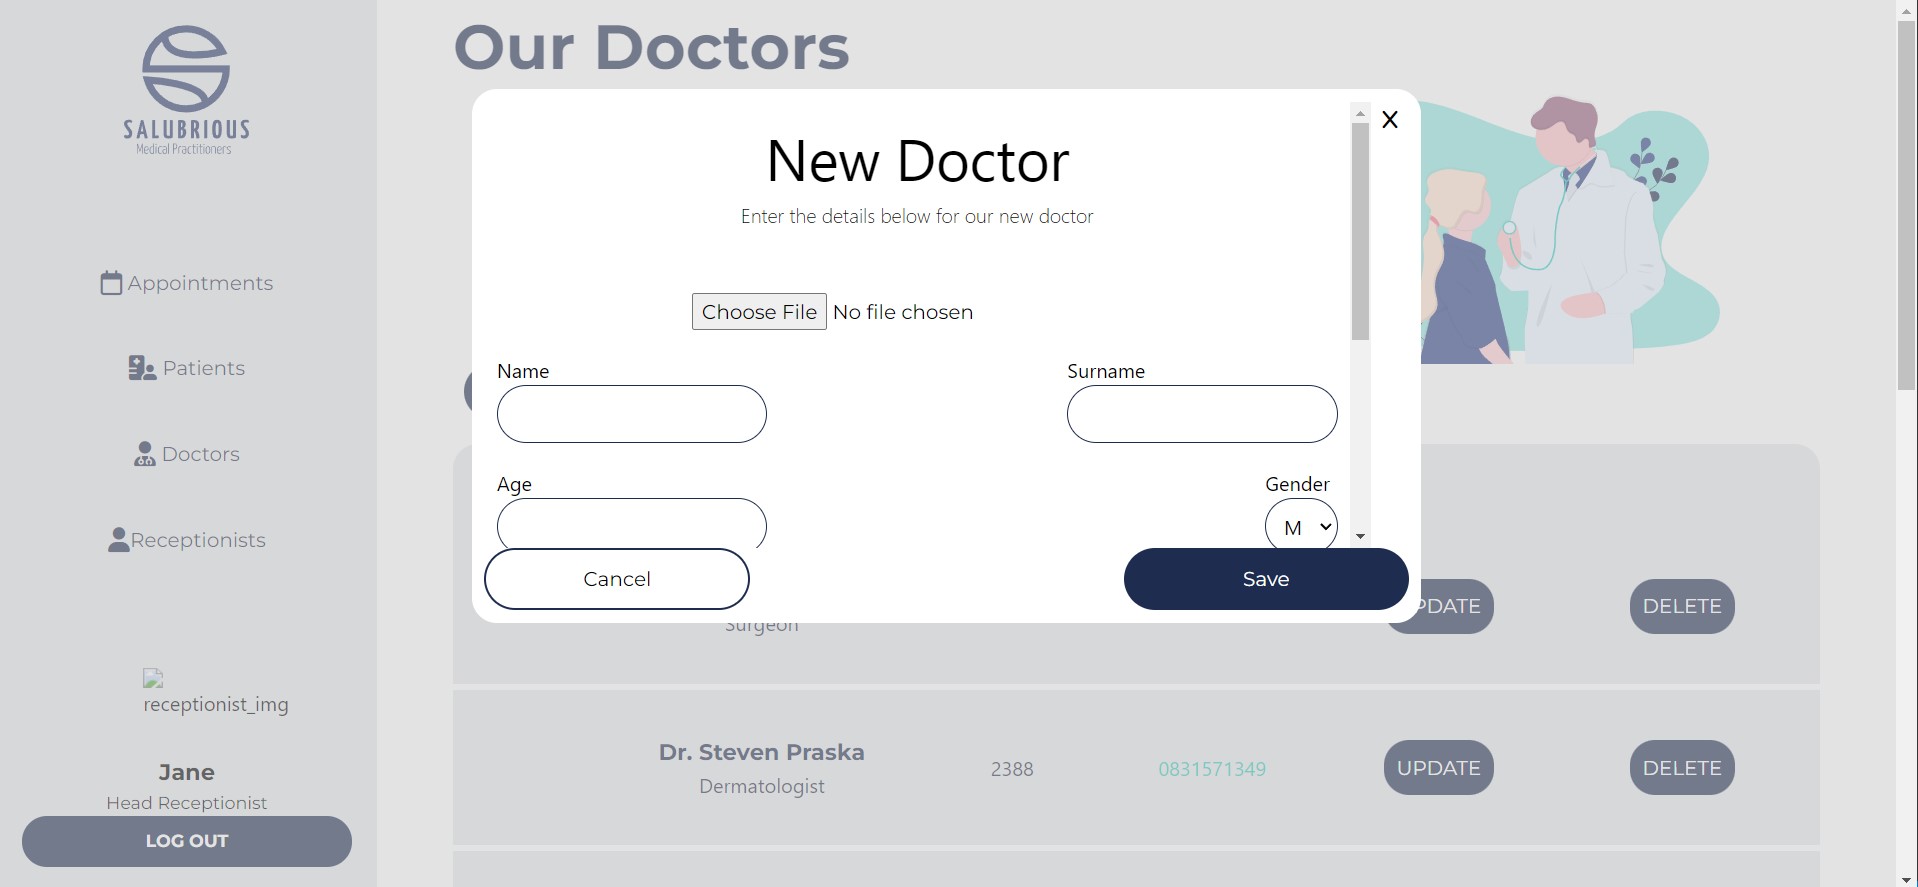 SALUBRIOUS
Medical Practitioners
Appointments
Patients
Doctors
Receptionists
receptionist_img
Jane
Head Receptionist
LOG OUT
Our Doctors
X
New Doctor
Enter the details below for our new doctor
Choose File No file chosen
Name
Surname
Age
Gender
M
Cancel
Save
Surgeon
PDATE
DELETE
Dr. Steven Praska
Dermatologist
2388
0831571349
UPDATE
DELETE